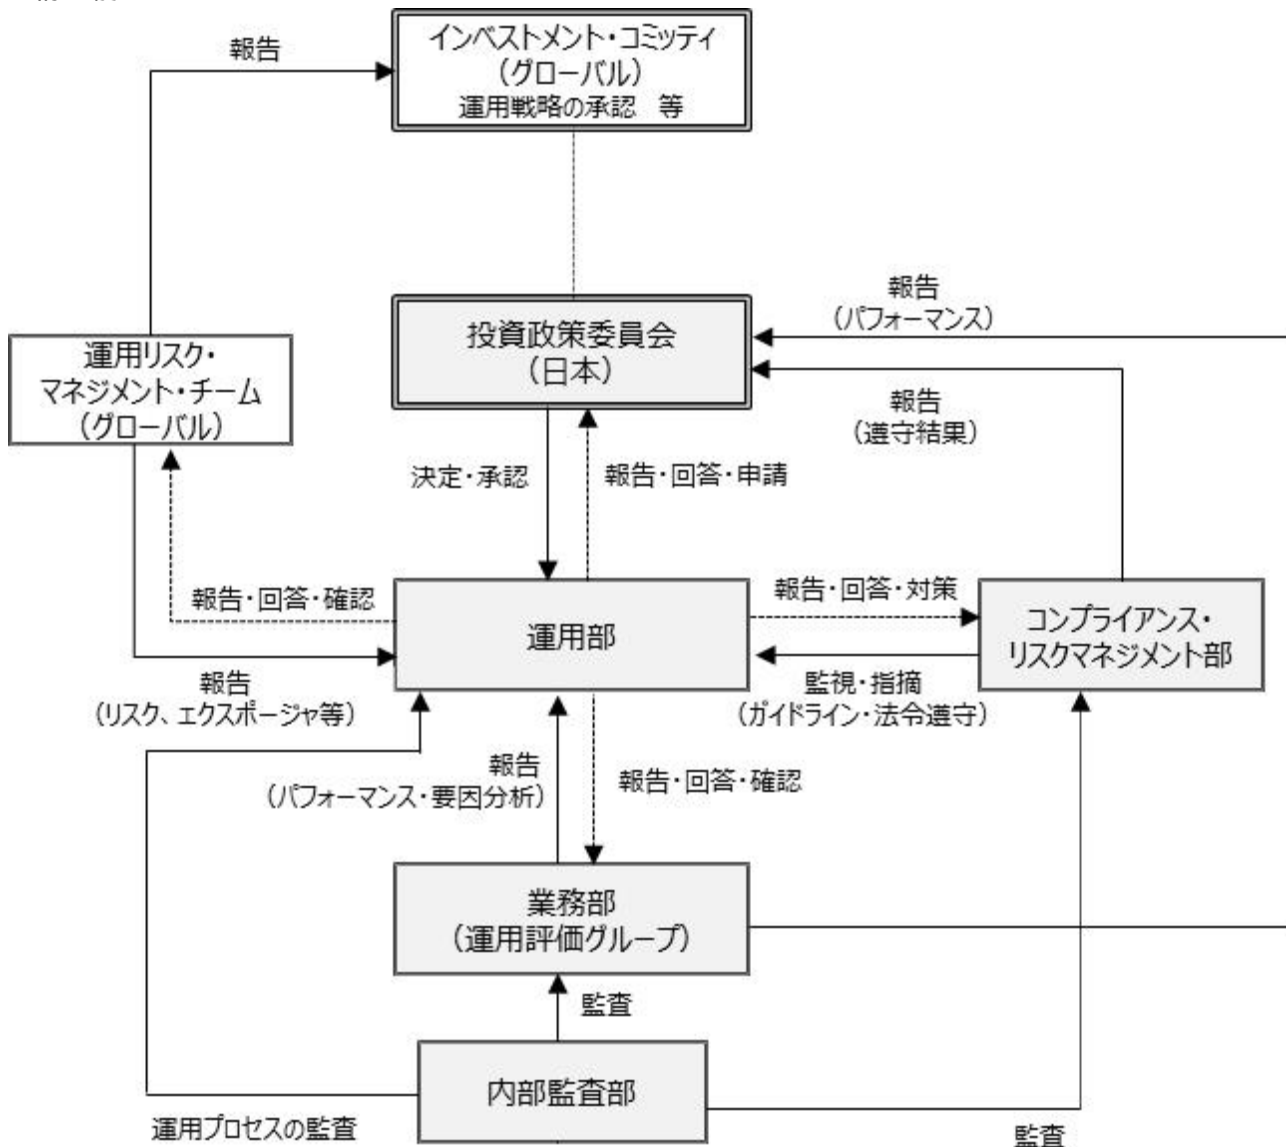 インベストメント・コミッティ
（グローバル）
運用戦略の承認　等
報告
報告
（パフォーマンス）
投資政策委員会
（日本）
運用リスク・
マネジメント・チーム
（グローバル）
報告
（遵守結果）
決定・承認
報告・回答・申請
報告・回答・確認
運用部
報告・回答・対策
コンプライアンス・
リスクマネジメント部
報告
（リスク、エクスポージャ等）
監視・指摘
（ガイドライン・法令遵守）
報告
（パフォーマンス・要因分析）
報告・回答・確認
業務部
（運用評価グループ）
監査
内部監査部
運用プロセスの監査
監査